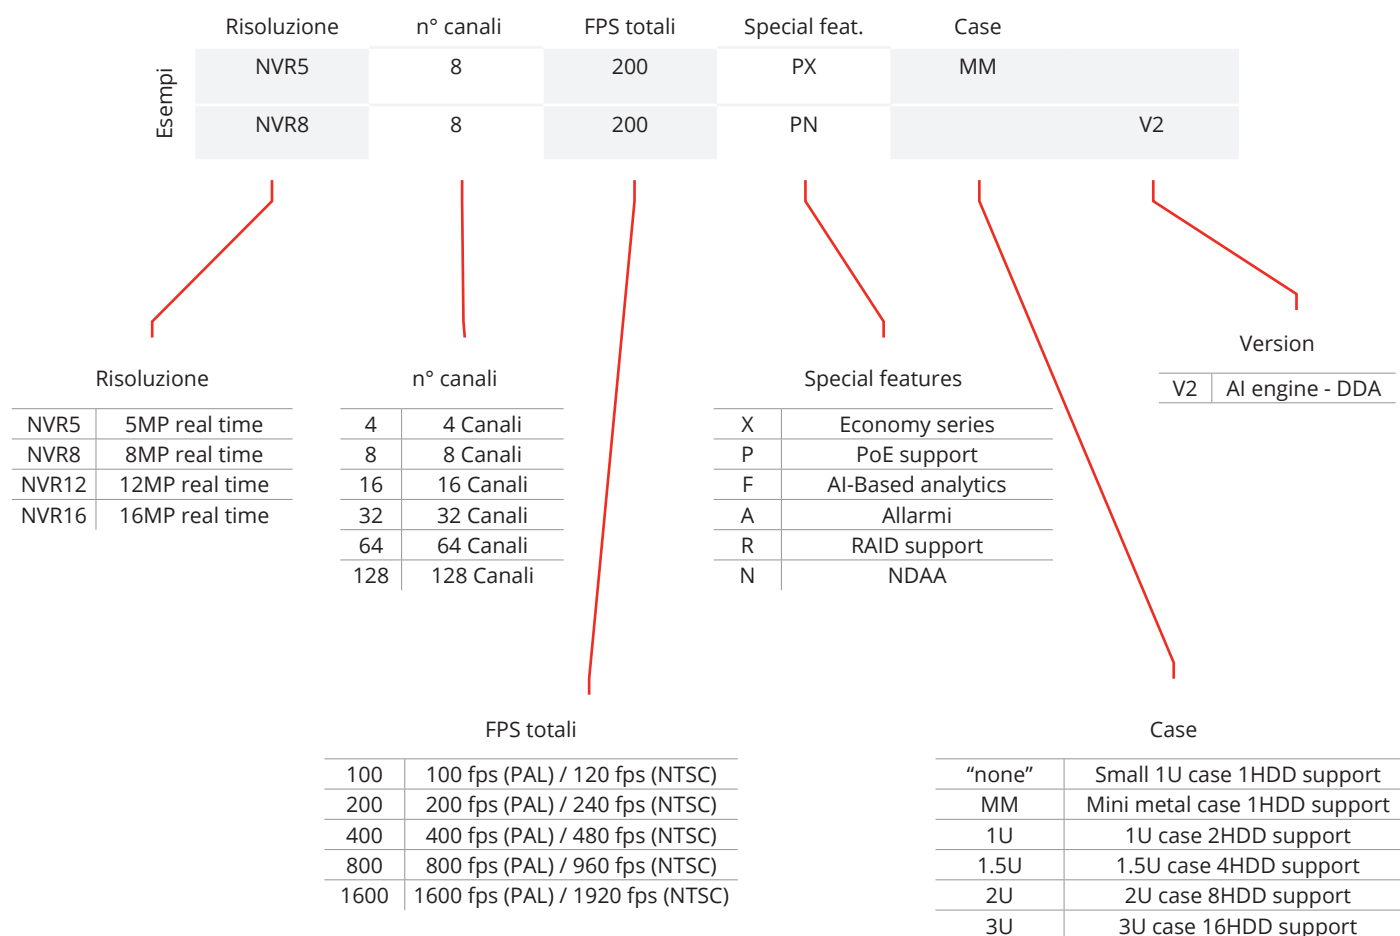 Risoluzione n° canali FPS totali Special feat. Case
Esempi
NVR5 8 200 PX MM
NVR8 8 200 PN V2
Version
V2 AI engine - DDA
Risoluzione
NVR5 5MP real time
NVR8 8MP real time
NVR12 12MP real time
NVR16 16MP real time
n° canali
4 4 Canali
8 8 Canali
16 16 Canali
32 32 Canali
64 64 Canali
128 128 Canali
Special features
X Economy series
P PoE support
F AI-Based analytics
A Allarmi
R RAID support
N NDAA
FPS totali
100 100 fps (PAL) / 120 fps (NTSC)
200 200 fps (PAL) / 240 fps (NTSC)
400 400 fps (PAL) / 480 fps (NTSC)
800 800 fps (PAL) / 960 fps (NTSC)
1600 1600 fps (PAL) / 1920 fps (NTSC)
Case
“none” Small 1U case 1HDD support
MM Mini metal case 1HDD support
1U 1U case 2HDD support
1.5U 1.5U case 4HDD support
2U 2U case 8HDD support
3U 3U case 16HDD support